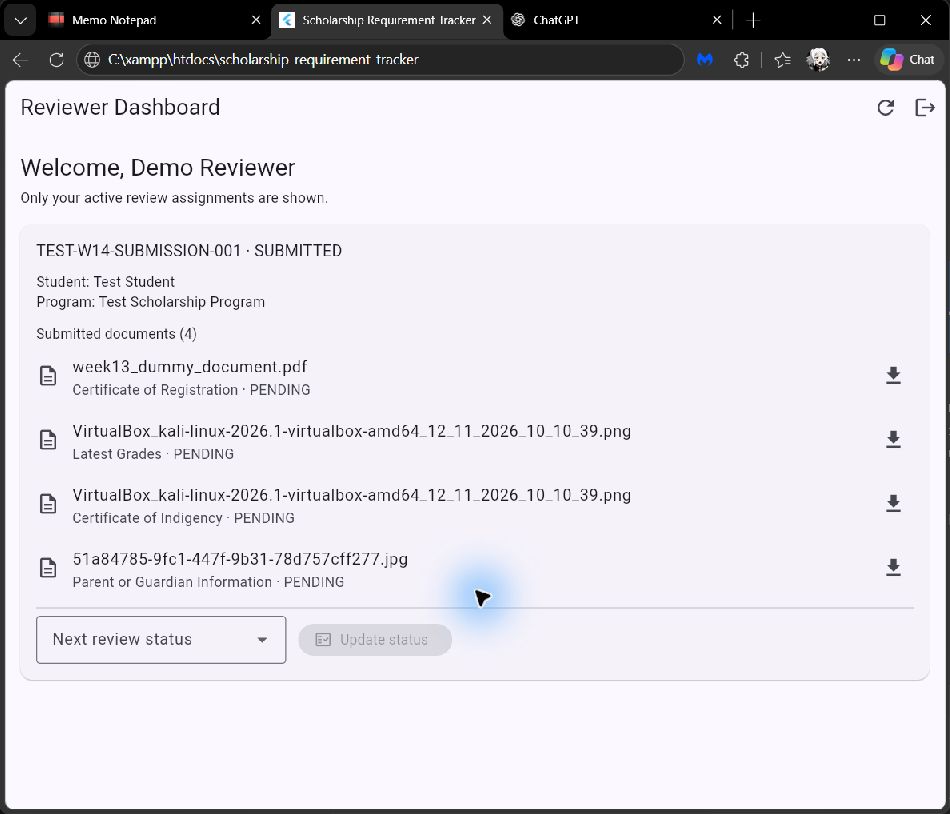 Memo Notepad
Scholarship Requirement Tracker
ChatGPT
C:\xampp\htdocs\scholarship-requirement-tracker
Chat
Reviewer Dashboard
Welcome, Demo Reviewer
Only your active review assignments are shown.
TEST-W14-SUBMISSION-001 · SUBMITTED
Student: Test Student
Program: Test Scholarship Program
Submitted documents (4)
week13_dummy_document.pdf
Certificate of Registration · PENDING
VirtualBox_kali-linux-2026.1-virtualbox-amd64_12_11_2026_10_10_39.png
Latest Grades · PENDING
VirtualBox_kali-linux-2026.1-virtualbox-amd64_12_11_2026_10_10_39.png
Certificate of Indigency · PENDING
51a84785-9fc1-447f-9b31-78d757cff277.jpg
Parent or Guardian Information · PENDING
Next review status
Update status